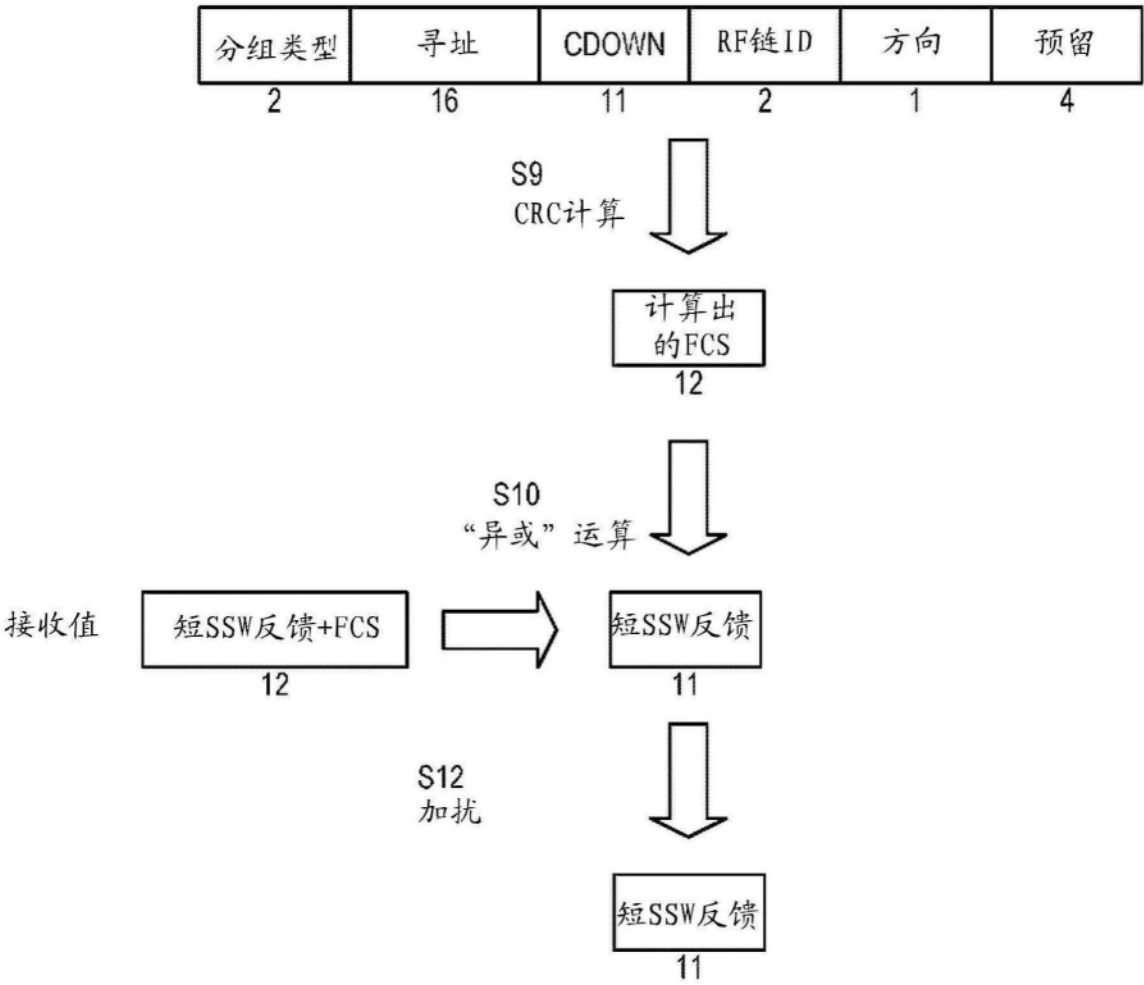 分组类型 寻址 CDOWN RF链ID 方向 预留
2 16 11 2 1 4
S9
CRC计算
计算出
的FCS
12
S10
“异或”运算
接收值 短SSW反馈+FCS 短SSW反馈
12 11
S12
加扰
短SSW反馈
11